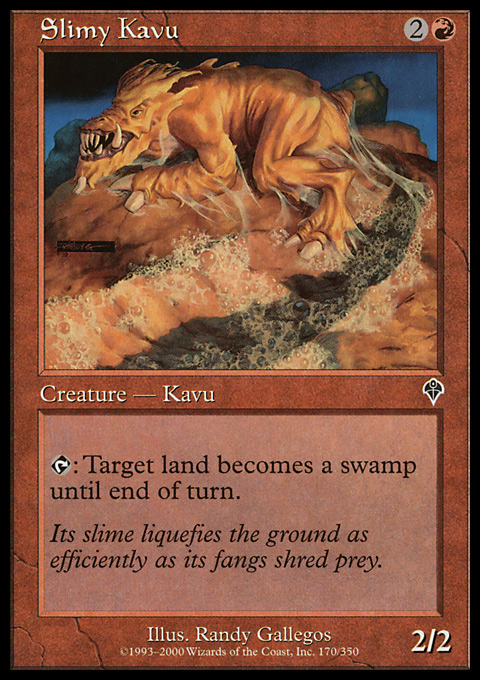 Slimy Kavu 2
Creature — Kavu
: Target land becomes a swamp
until end of turn.
Its slime liquefies the ground as
efficiently as its fangs shred prey.
Illus. Randy Gallegos
©1993–2000 Wizards of the Coast, Inc. 170/350
2/2